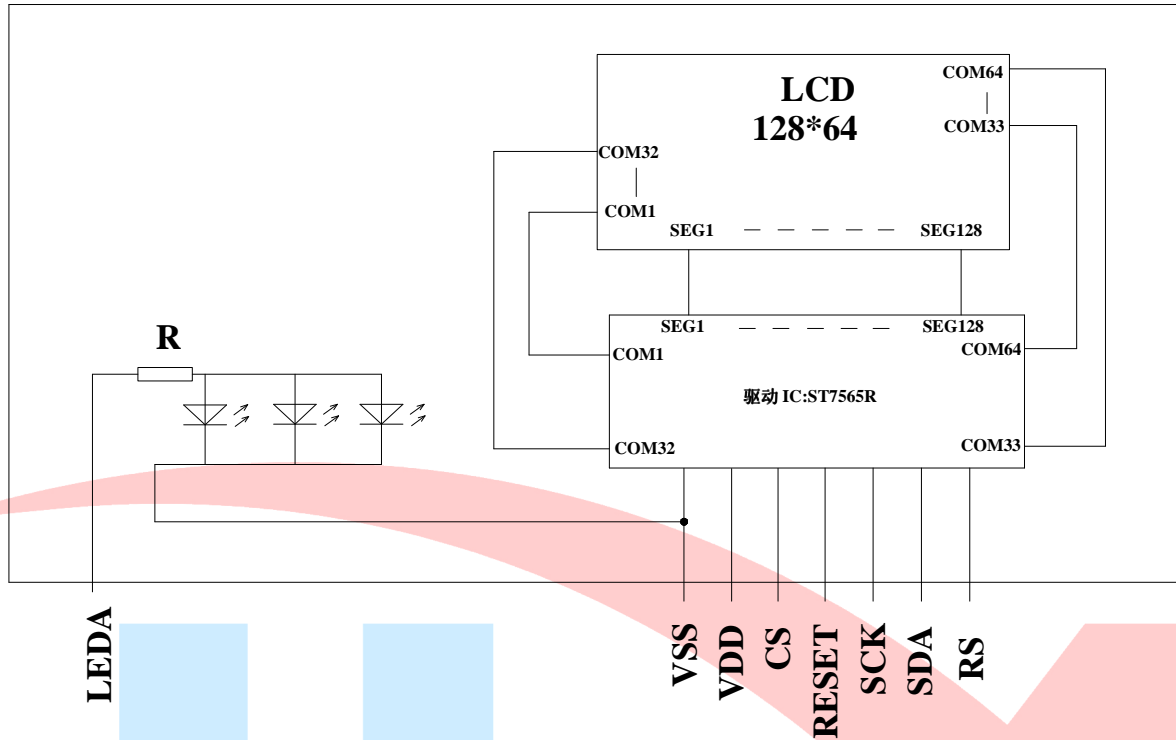 LCD
128*64
COM64
COM33
COM32
COM1
SEG1
SEG128
SEG1
SEG128
COM1
COM64
驱动 IC:ST7565R
COM32
COM33
R
LEDA
VSS
VDD
CS
RESET
SCK
SDA
RS